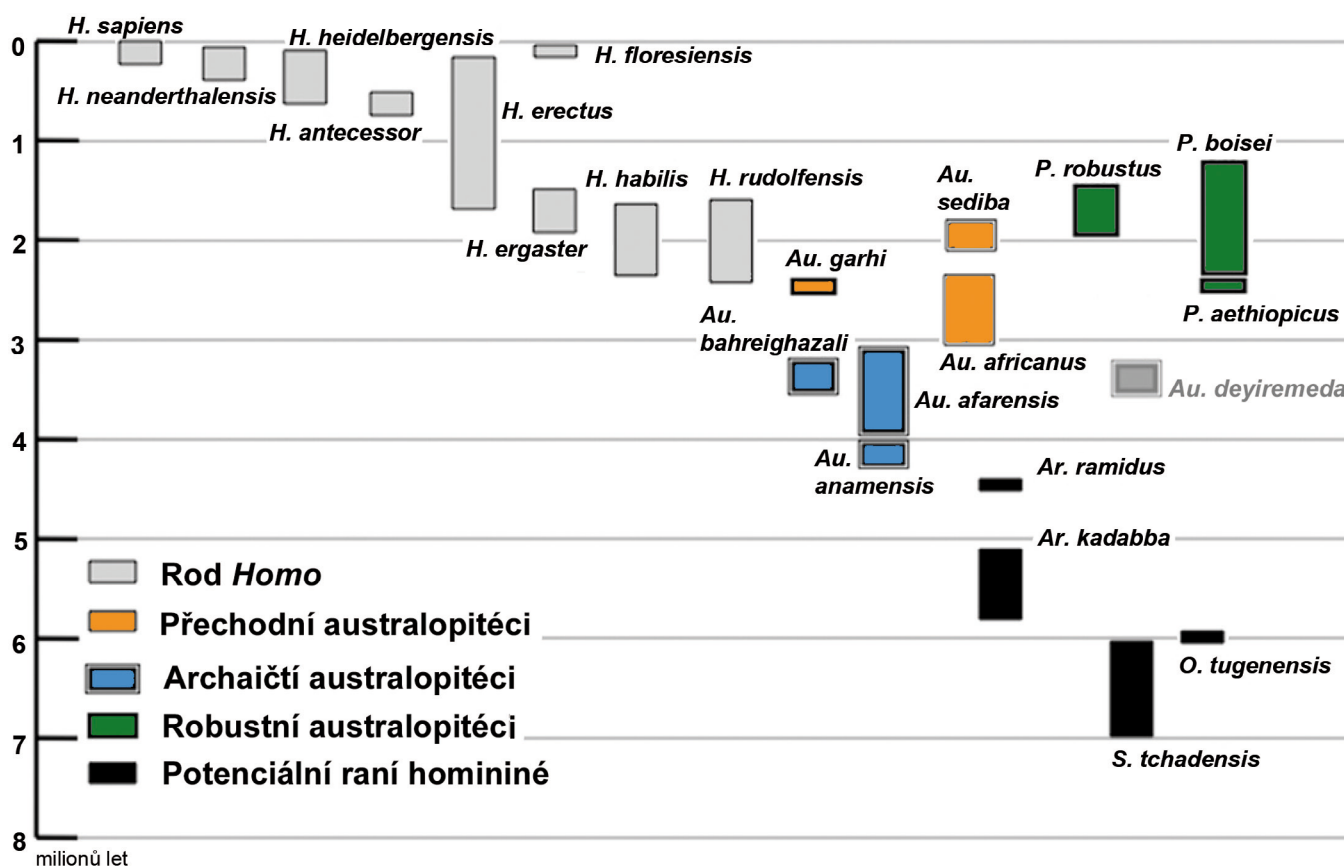 H. sapiens
0
H. heidelbergensis
H. floresiensis
H. neanderthalensis
H. erectus
H. antecessor
1
P. boisei
P. robustus
Au.
sediba
H. habilis
H. rudolfensis
2
H. ergaster
Au. garhi
Au.
bahreighazali
P. aethiopicus
3
Au. africanus
Au. deyiremeda
Au. afarensis
4
Au.
anamensis
Ar. ramidus
5
Ar. kadabba
Rod Homo
Přechodní australopitéci
6
O. tugenensis
Archaičtí australopitéci
Robustní australopitéci
7
S. tchadensis
Potenciální raní homininé
8
milionů let